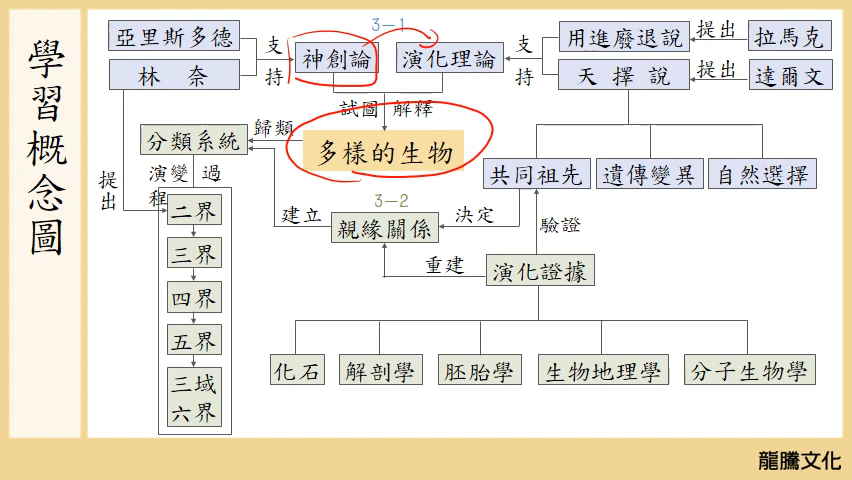 學習概念圖
3-1
亞里斯多德
支持
神創論
演化理論
支持
用進廢退說
提出
拉馬克
林奈
天擇說
提出
達爾文
試圖 解釋
分類系統
歸類
多樣的生物
共同祖先
遺傳變異
自然選擇
提出
演變 過程
二界
3-2
建立
親緣關係
決定
驗證
三界
重建
演化證據
四界
五界
三域
六界
化石
解剖學
胚胎學
生物地理學
分子生物學
龍騰文化